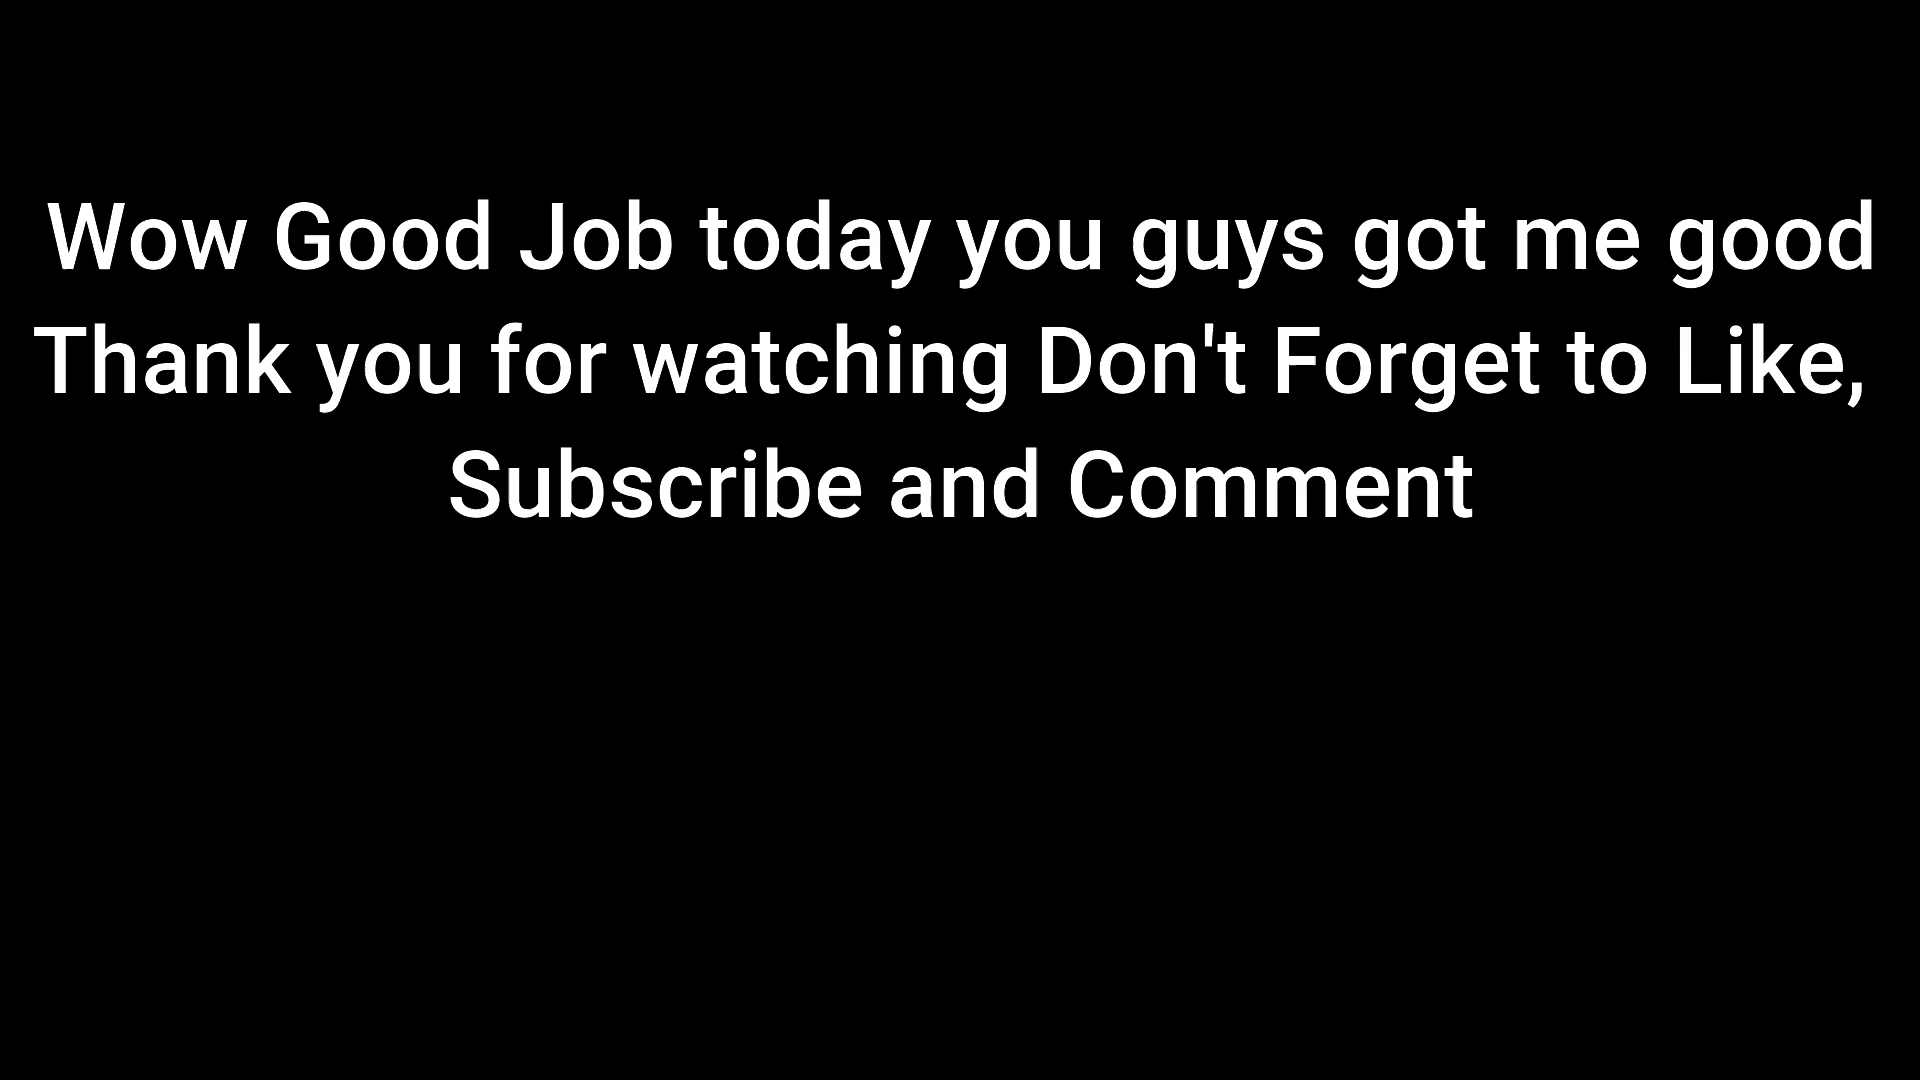 Wow Good Job today you guys got me good
Thank you for watching Don't Forget to Like,
Subscribe and Comment